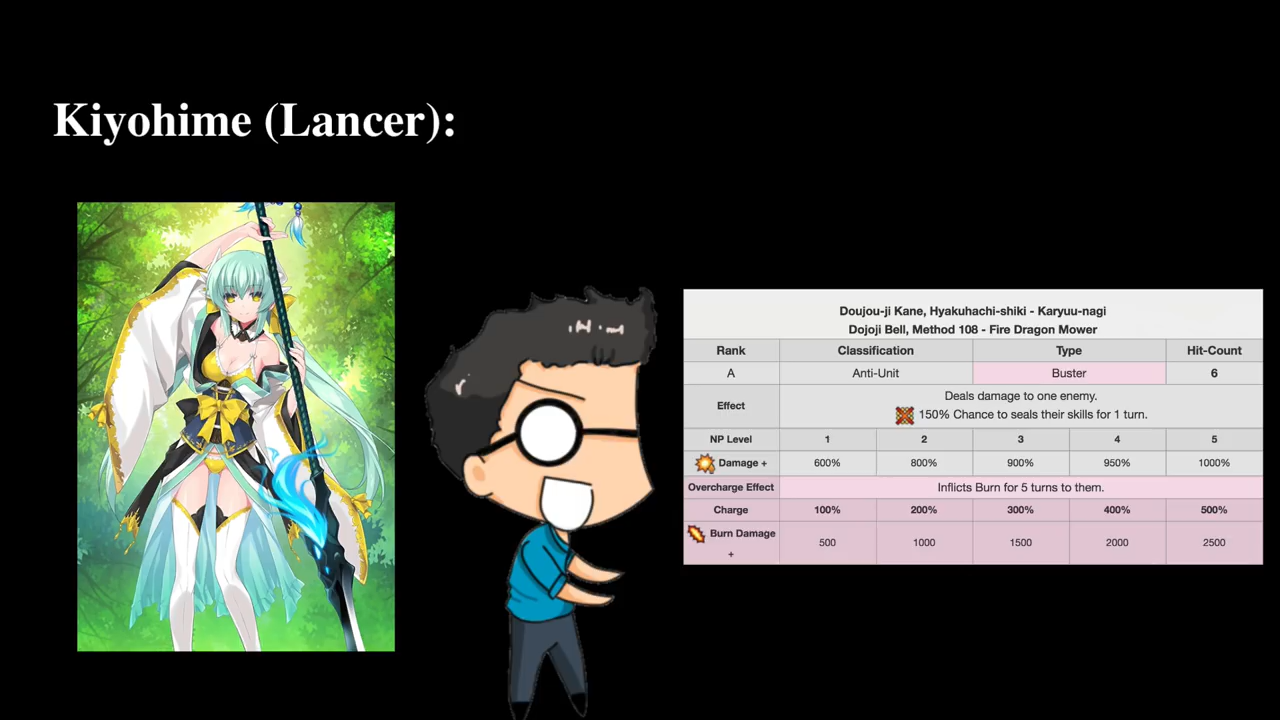 Kiyohime (Lancer):
Doujou-ji Kane, Hyakuhachi-shiki - Karyuu-nagi
Dojoji Bell, Method 108 - Fire Dragon Mower
Rank Classification Type Hit-Count
A Anti-Unit Buster 6
Effect
Deals damage to one enemy.
150% Chance to seals their skills for 1 turn.
NP Level 1 2 3 4 5
Damage + 600% 800% 900% 950% 1000%
Overcharge Effect Inflicts Burn for 5 turns to them.
Charge 100% 200% 300% 400% 500%
Burn Damage
+
500 1000 1500 2000 2500